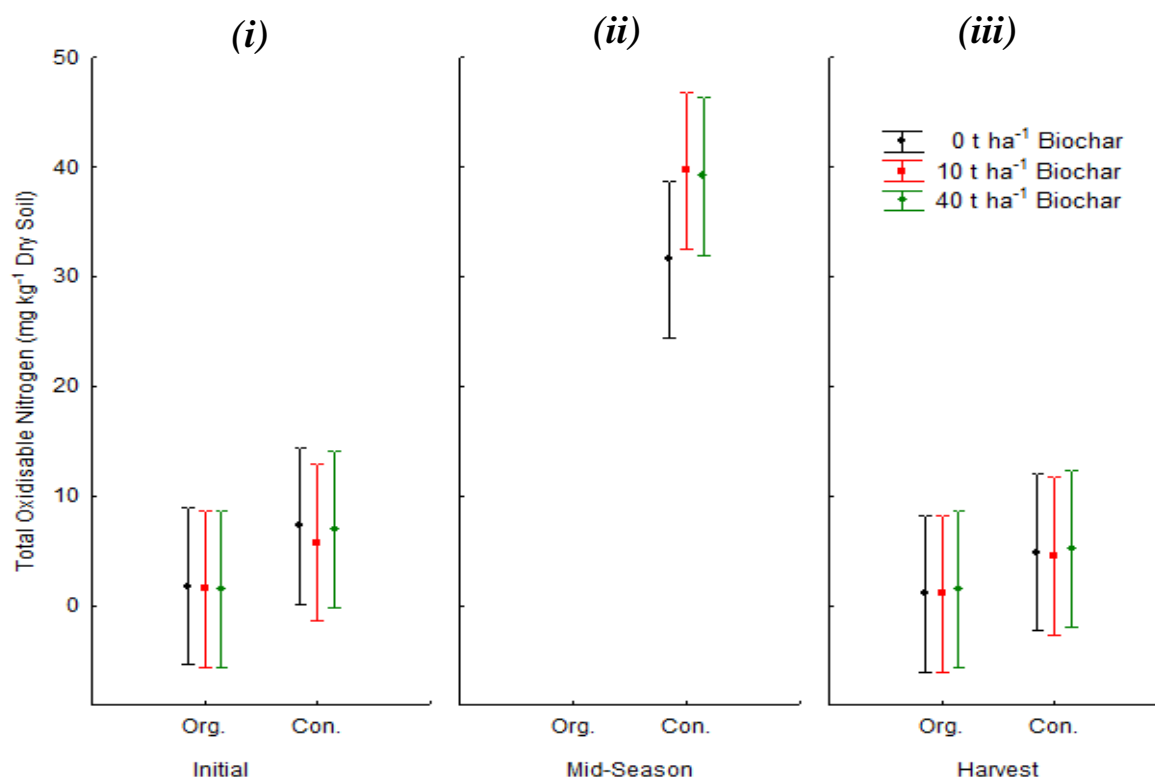 (i) (ii) (iii)
50
40
30
20
10
0
Total Oxidisable Nitrogen (mg kg⁻¹ Dry Soil)
0 t ha⁻¹ Biochar
10 t ha⁻¹ Biochar
40 t ha⁻¹ Biochar
Org. Con. Org. Con. Org. Con.
Initial Mid-Season Harvest